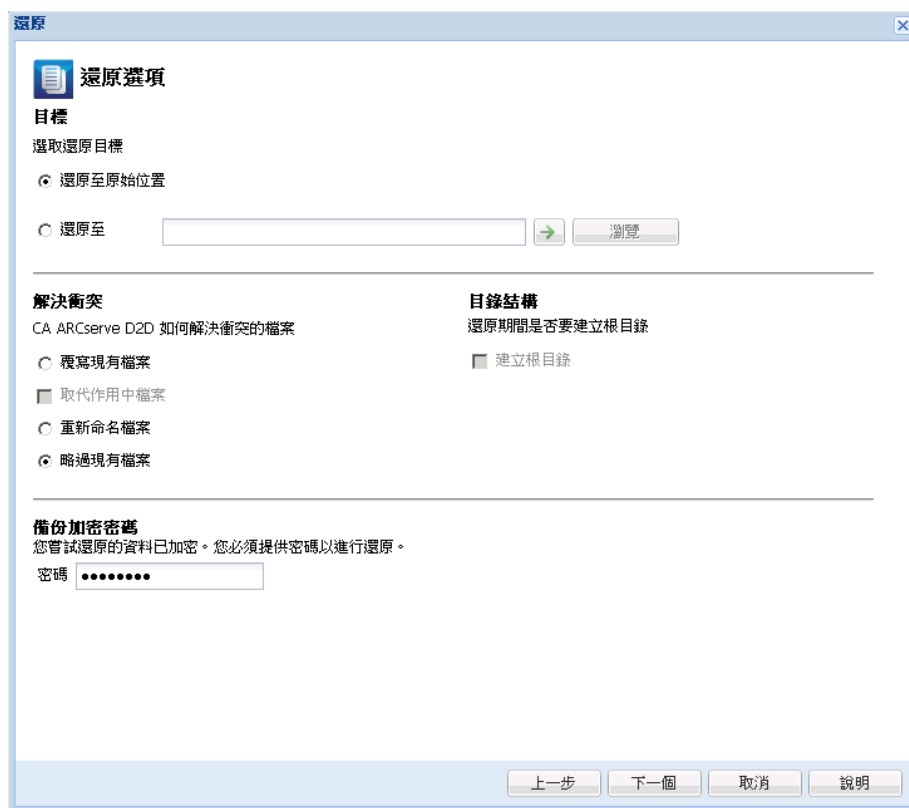 還原
還原選項
目標
選取還原目標
還原至原始位置
還原至
瀏覽
解決衝突
CA ARCserve D2D 如何解決衝突的檔案
覆寫現有檔案
取代作用中檔案
重新命名檔案
略過現有檔案
目錄結構
還原期間是否要建立根目錄
建立根目錄
備份加密密碼
您嘗試還原的資料已加密。您必須提供密碼以進行還原。
密碼 ●●●●●●●●
上一步 下一個 取消 說明